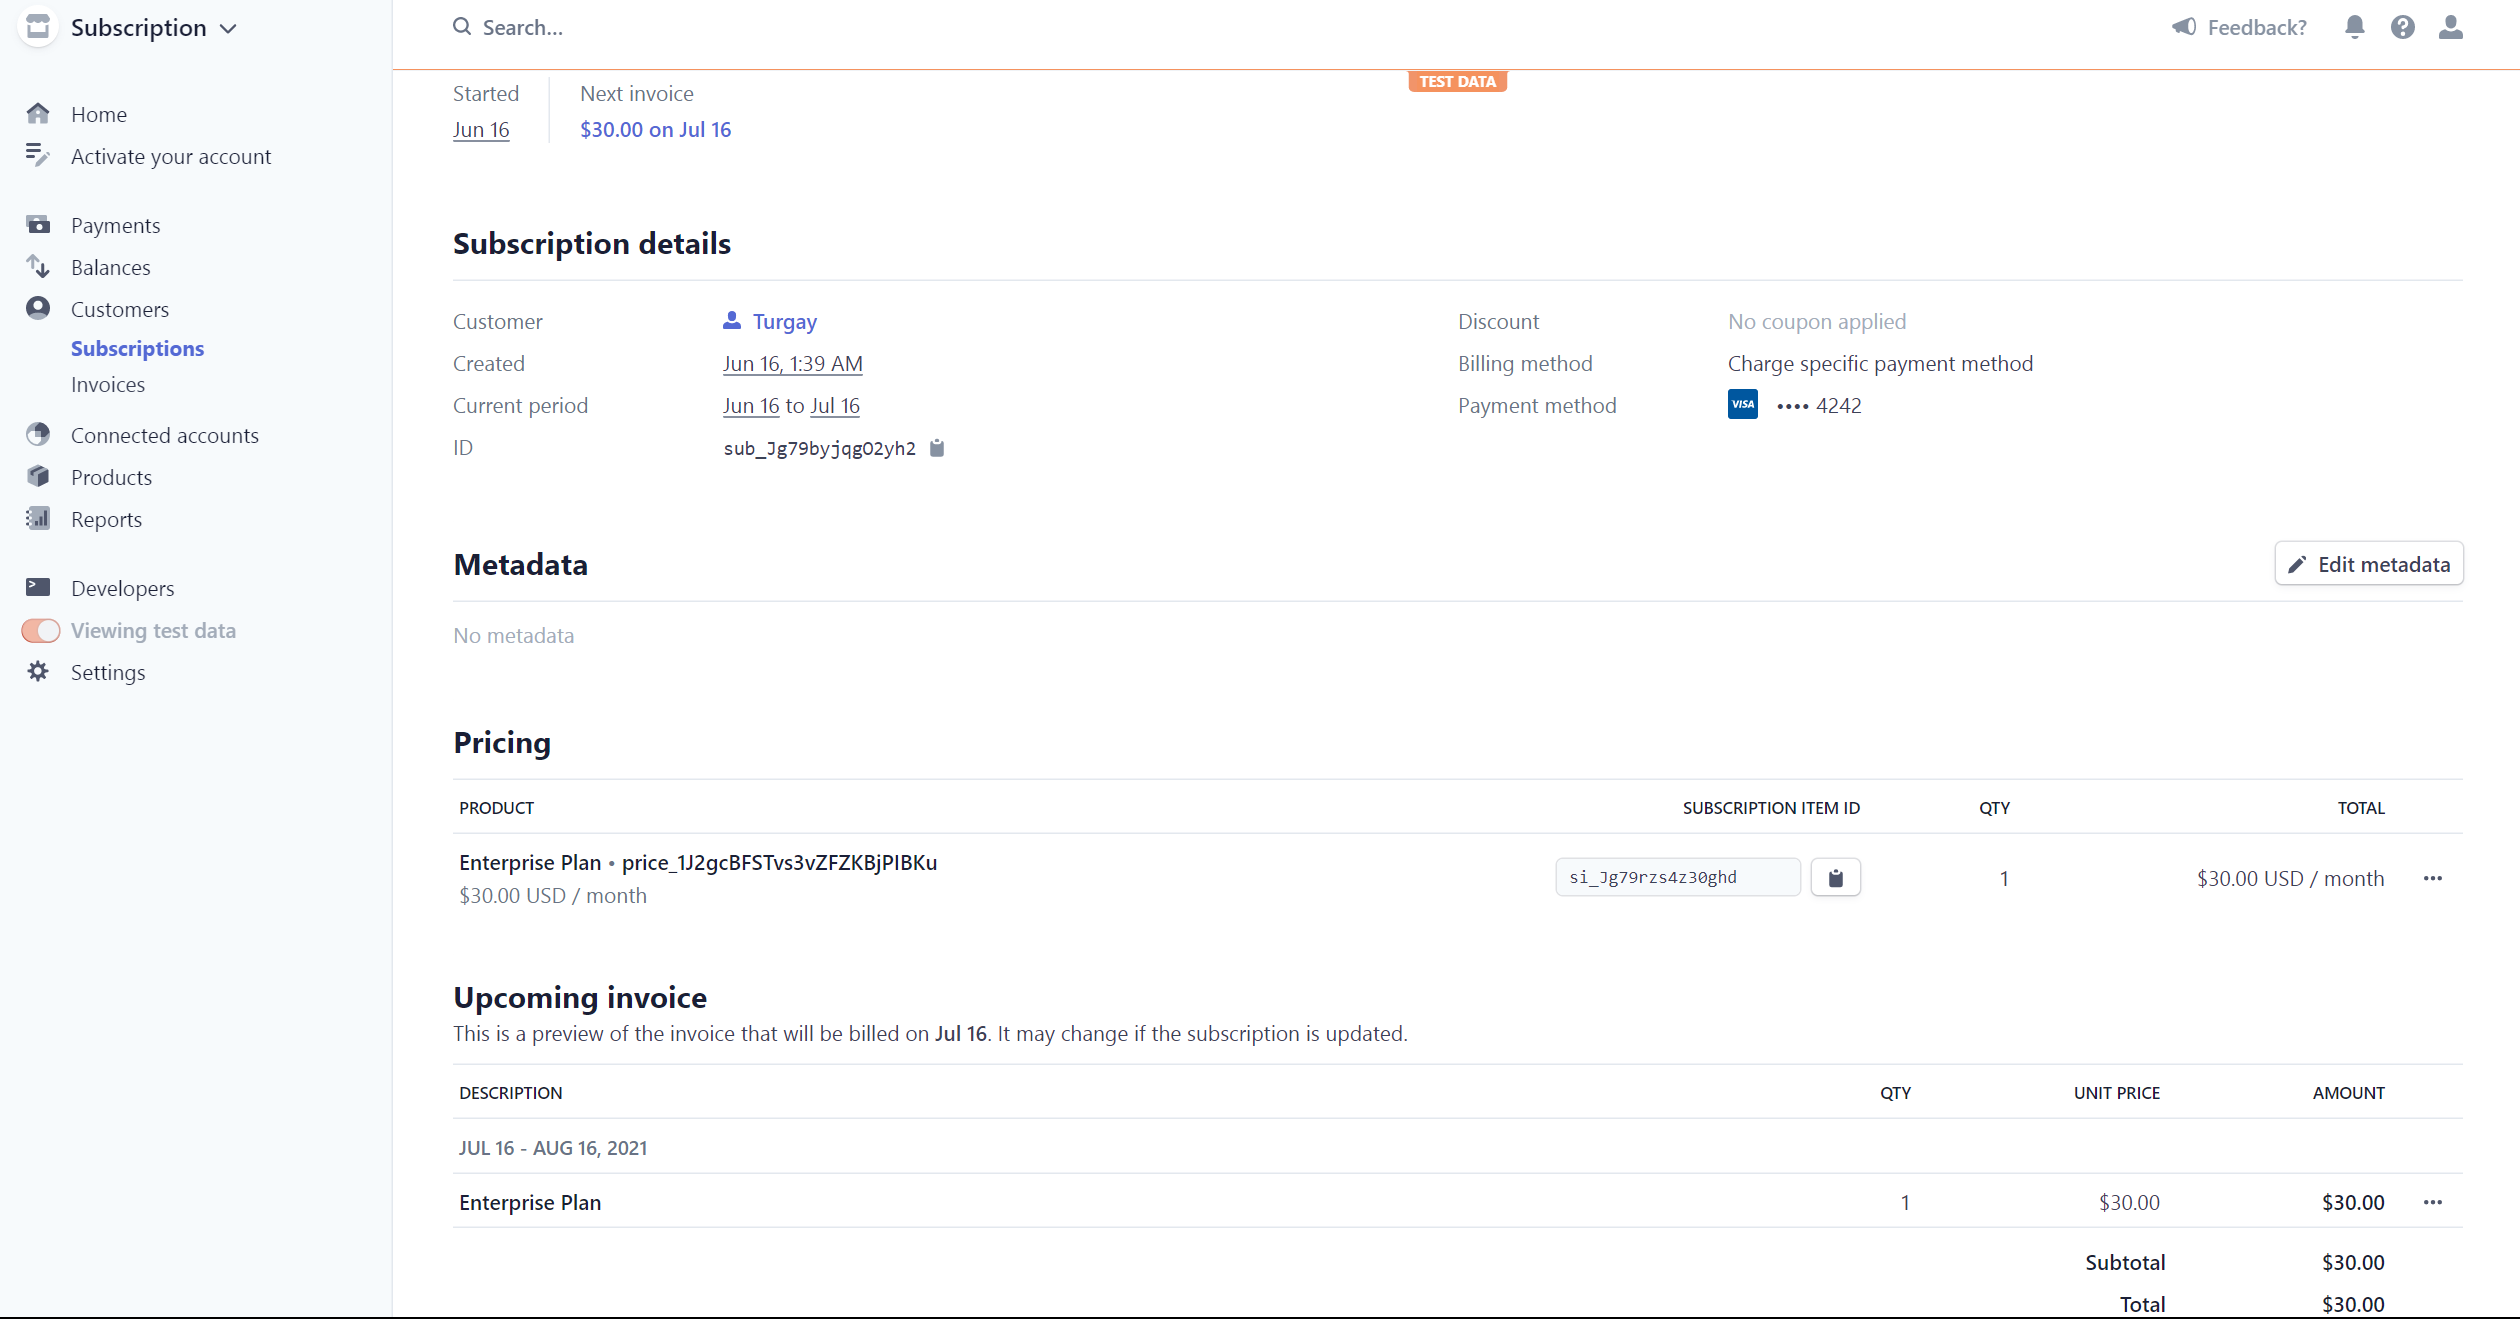 Subscription
Search...
Feedback?
Home
Activate your account
Payments
Balances
Customers
Subscriptions
Invoices
Connected accounts
Products
Reports
Developers
Viewing test data
Settings
TEST DATA
Started
Next invoice
Jun 16
$30.00 on Jul 16
Subscription details
Customer
Turgay
Created
Jun 16, 1:39 AM
Current period
Jun 16 to Jul 16
ID
sub_Jg79byjqgO2yh2
Discount
No coupon applied
Billing method
Charge specific payment method
Payment method
VISA •••• 4242
Metadata
Edit metadata
No metadata
Pricing
PRODUCT SUBSCRIPTION ITEM ID QTY TOTAL
Enterprise Plan • price_1J2gcBFSTvs3vZFZKBjPIBKu
$30.00 USD / month
si_Jg79rzs4z30ghd 1 $30.00 USD / month
Upcoming invoice
This is a preview of the invoice that will be billed on Jul 16. It may change if the subscription is updated.
DESCRIPTION QTY UNIT PRICE AMOUNT
JUL 16 - AUG 16, 2021
Enterprise Plan 1 $30.00 $30.00
Subtotal $30.00
Total $30.00